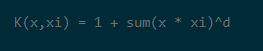 K(x,xi) = 1 + sum(x * xi)^d